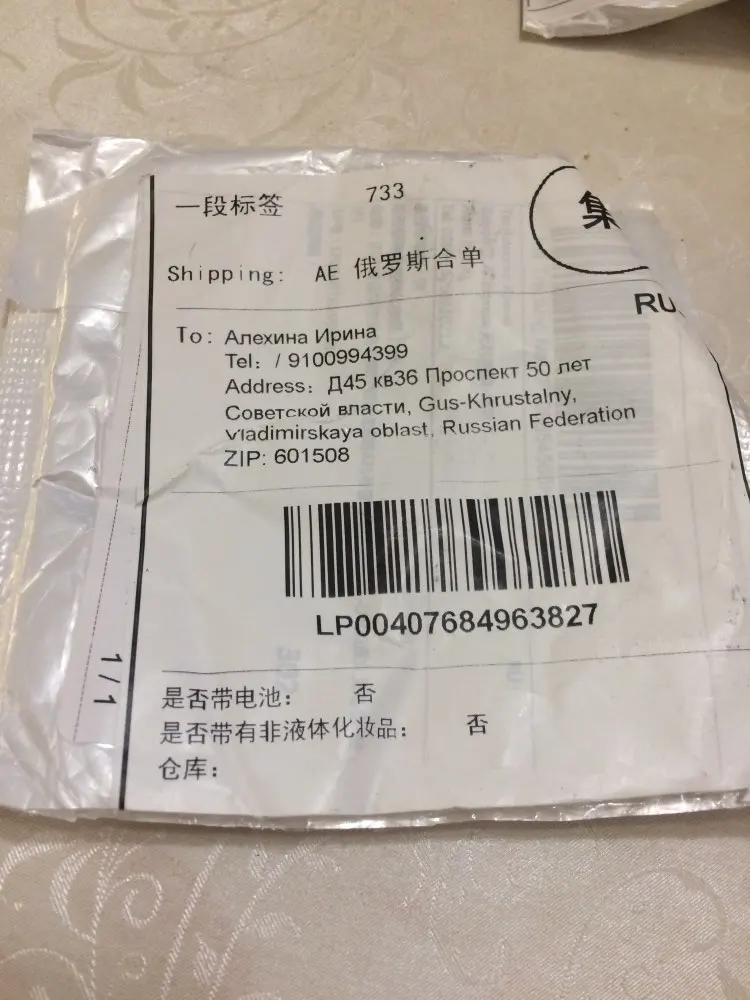 一段标签 733
集
Shipping: AE 俄罗斯合单
RU
To: Алехина Ирина
Tel: / 9100994399
Address: Д45 кв36 Проспект 50 лет
Советской власти, Gus-Khrustalny,
Vladimirskaya oblast, Russian Federation
ZIP: 601508
LP00407684963827
1/1
是否带电池: 否
是否带有非液体化妆品: 否
仓库: